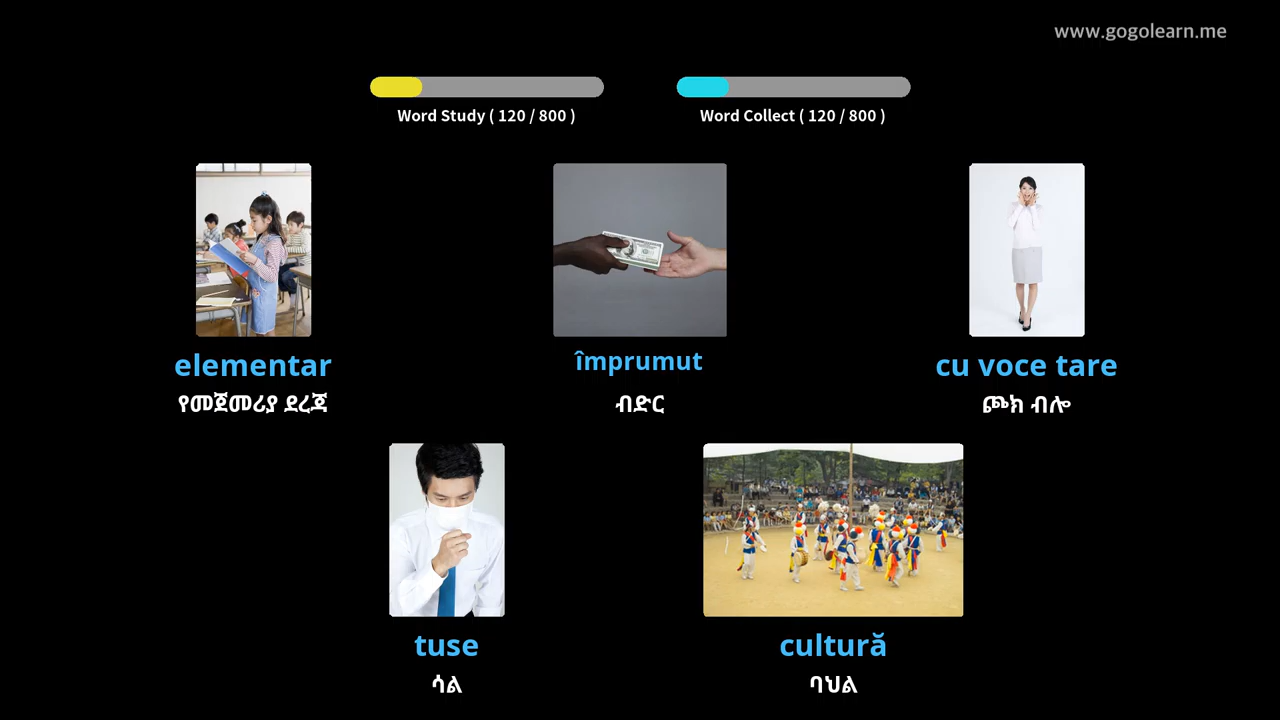 www.gogolearn.me
Word Study ( 120 / 800 )
Word Collect ( 120 / 800 )
elementar
የመጀመሪያ ደረጃ
împrumut
ብድር
cu voce tare
ጮክ ብሎ
tuse
ሳል
cultură
ባህል